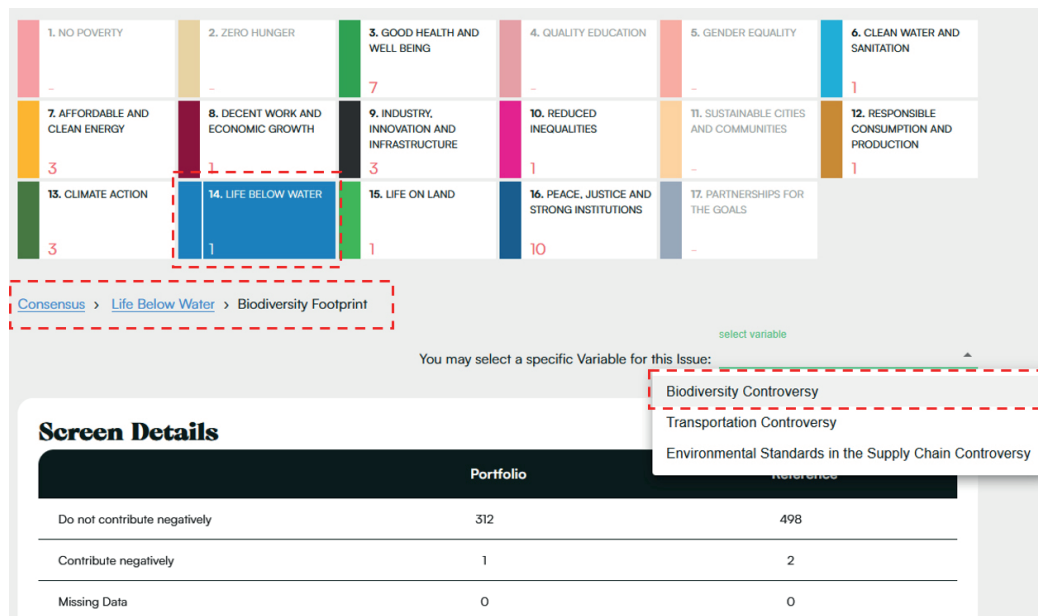 1. NO POVERTY
-
2. ZERO HUNGER
-
3. GOOD HEALTH AND
WELL BEING
7
4. QUALITY EDUCATION
-
5. GENDER EQUALITY
-
6. CLEAN WATER AND
SANITATION
1
7. AFFORDABLE AND
CLEAN ENERGY
3
8. DECENT WORK AND
ECONOMIC GROWTH
1
9. INDUSTRY,
INNOVATION AND
INFRASTRUCTURE
3
10. REDUCED
INEQUALITIES
1
11. SUSTAINABLE CITIES
AND COMMUNITIES
-
12. RESPONSIBLE
CONSUMPTION AND
PRODUCTION
1
13. CLIMATE ACTION
3
14. LIFE BELOW WATER
1
15. LIFE ON LAND
1
16. PEACE, JUSTICE AND
STRONG INSTITUTIONS
10
17. PARTNERSHIPS FOR
THE GOALS
-
Consensus > Life Below Water > Biodiversity Footprint
select variable
You may select a specific Variable for this Issue:
Biodiversity Controversy
Transportation Controversy
Environmental Standards in the Supply Chain Controversy
Screen Details
Portfolio Reference
Do not contribute negatively 312 498
Contribute negatively 1 2
Missing Data 0 0